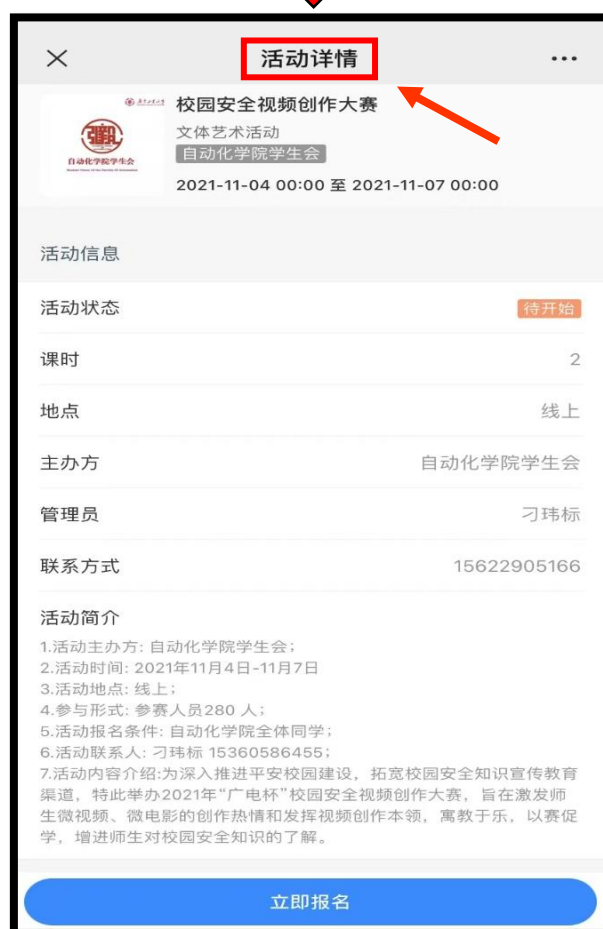 活动详情
校园安全视频创作大赛
文体艺术活动
自动化学院学生会
自动化学院学生会
2021-11-04 00:00 至 2021-11-07 00:00
活动信息
活动状态 待开始
课时 2
地点 线上
主办方 自动化学院学生会
管理员 刁玮标
联系方式 15622905166
活动简介
1.活动主办方: 自动化学院学生会；
2.活动时间: 2021年11月4日-11月7日
3.活动地点: 线上；
4.参与形式: 参赛人员280 人；
5.活动报名条件: 自动化学院全体同学；
6.活动联系人: 刁玮标 15360586455；
7.活动内容介绍:为深入推进平安校园建设，拓宽校园安全知识宣传教育
渠道，特此举办2021年“广电杯”校园安全视频创作大赛，旨在激发师
生微视频、微电影的创作热情和发挥视频创作本领，寓教于乐，以赛促
学，增进师生对校园安全知识的了解。
立即报名